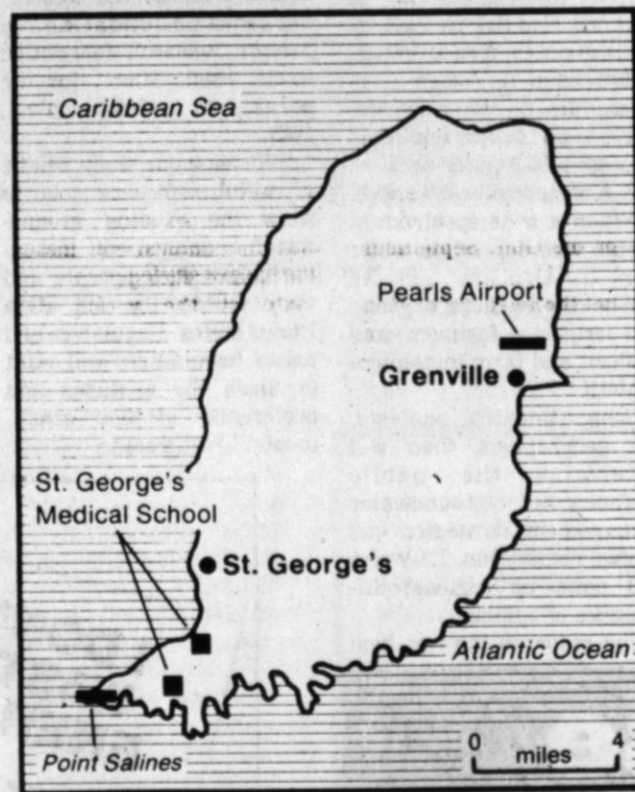 Caribbean Sea
Pearls Airport
Grenville
St. George's
Medical School
St. George's
Atlantic Ocean
Point Salines
0 4
miles